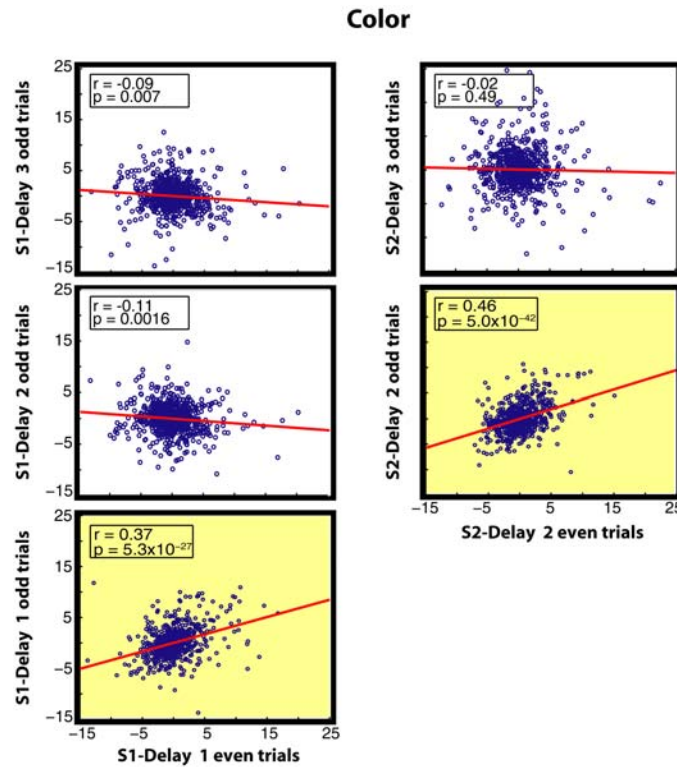 Color
25
15
5
−5
−15
S1-Delay 3 odd trials
r = -0.09
p = 0.007
S2-Delay 3 odd trials
r = -0.02
p = 0.49
25
15
5
−5
−15
S1-Delay 2 odd trials
r = -0.11
p = 0.0016
S2-Delay 2 odd trials
r = 0.46
p = 5.0x10⁻⁴²
−15 −5 5 15 25
S2-Delay 2 even trials
25
15
5
−5
−15
S1-Delay 1 odd trials
r = 0.37
p = 5.3x10⁻²⁷
−15 −5 5 15 25
S1-Delay 1 even trials